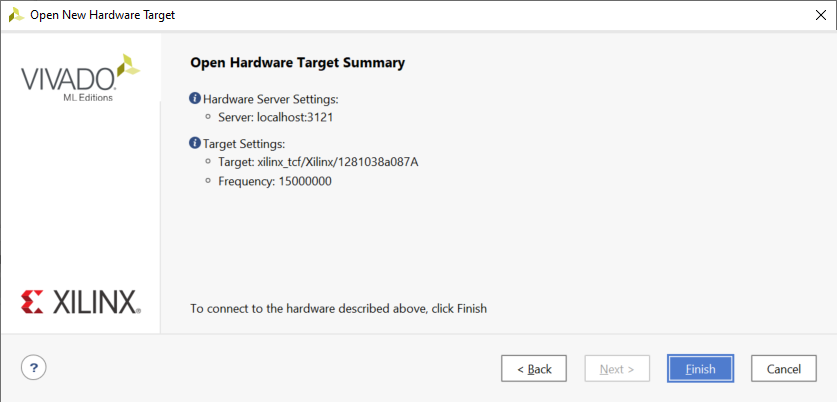 Open New Hardware Target
VIVADO
ML Editions
Open Hardware Target Summary
Hardware Server Settings:
Server: localhost:3121
Target Settings:
Target: xilinx_tcf/Xilinx/1281038a087A
Frequency: 15000000
XILINX
To connect to the hardware described above, click Finish
?
< Back
Next >
Finish
Cancel